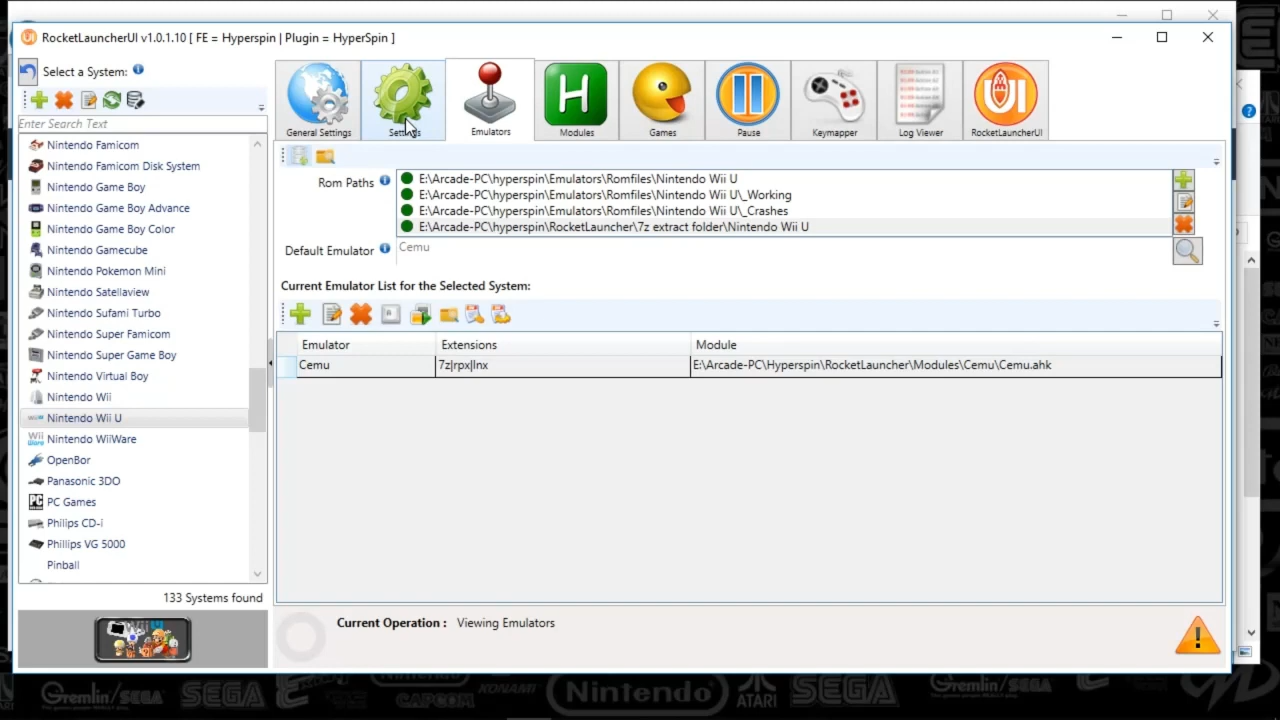 RocketLauncherUI v1.0.1.10 [ FE = Hyperspin | Plugin = HyperSpin ]
Select a System:
Enter Search Text
Nintendo Famicom
Nintendo Famicom Disk System
Nintendo Game Boy
Nintendo Game Boy Advance
Nintendo Game Boy Color
Nintendo Gamecube
Nintendo Pokemon Mini
Nintendo Satellaview
Nintendo Sufami Turbo
Nintendo Super Famicom
Nintendo Super Game Boy
Nintendo Virtual Boy
Nintendo Wii
Nintendo Wii U
Nintendo WiiWare
OpenBor
Panasonic 3DO
PC Games
Philips CD-i
Phillips VG 5000
Pinball
133 Systems found
General Settings
Settings
Emulators
Modules
Games
Pause
Keymapper
Log Viewer
RocketLauncherUI
Rom Paths
E:\Arcade-PC\hyperspin\Emulators\Romfiles\Nintendo Wii U
E:\Arcade-PC\hyperspin\Emulators\Romfiles\Nintendo Wii U\_Working
E:\Arcade-PC\hyperspin\Emulators\Romfiles\Nintendo Wii U\_Crashes
E:\Arcade-PC\hyperspin\RocketLauncher\7z extract folder\Nintendo Wii U
Default Emulator
Cemu
Current Emulator List for the Selected System:
Emulator Extensions Module
Cemu 7z|rpx|lnx E:\Arcade-PC\Hyperspin\RocketLauncher\Modules\Cemu\Cemu.ahk
Current Operation : Viewing Emulators
Gremlin/SEGA SEGA CAPCOM KONAMI Nintendo ATARI SEGA Gremlin/SEGA